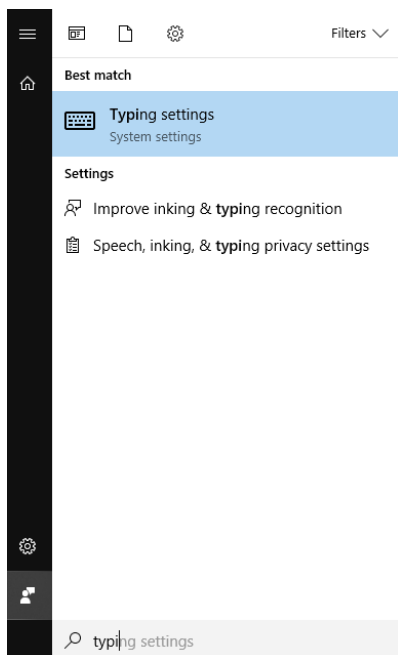 Filters
Best match
Typing settings
System settings
Settings
Improve inking & typing recognition
Speech, inking, & typing privacy settings
typing settings